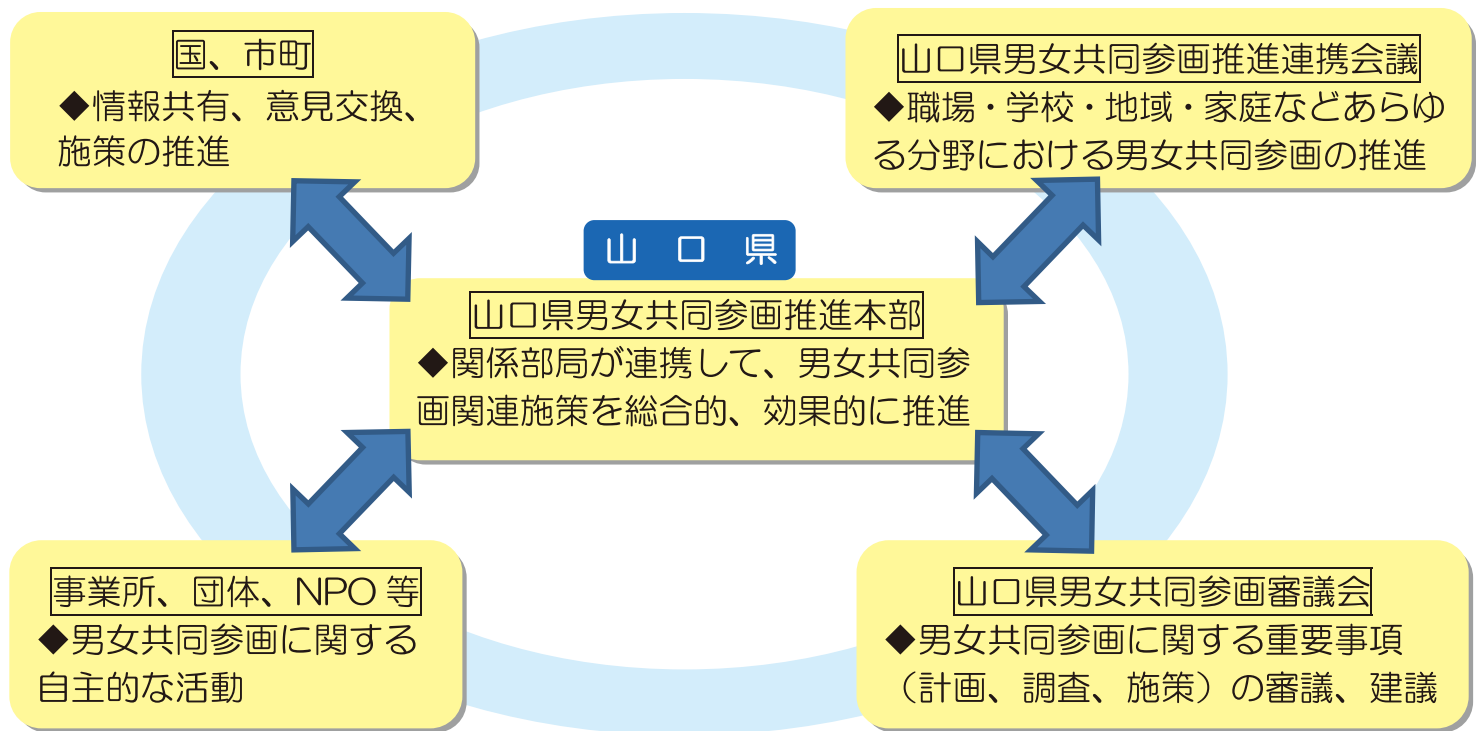 国、市町
◆情報共有、意見交換、
施策の推進
山口県男女共同参画推進連携会議
◆職場・学校・地域・家庭などあらゆ
る分野における男女共同参画の推進
山口県
山口県男女共同参画推進本部
◆関係部局が連携して、男女共同参
画関連施策を総合的、効果的に推進
事業所、団体、NPO 等
◆男女共同参画に関する
自主的な活動
山口県男女共同参画審議会
◆男女共同参画に関する重要事項
（計画、調査、施策）の審議、建議